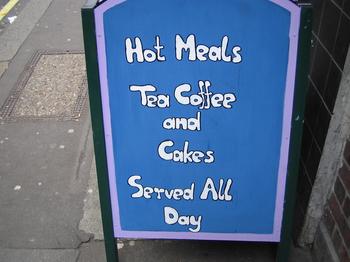 Hot Meals
Tea Coffee
and
Cakes
Served All
Day